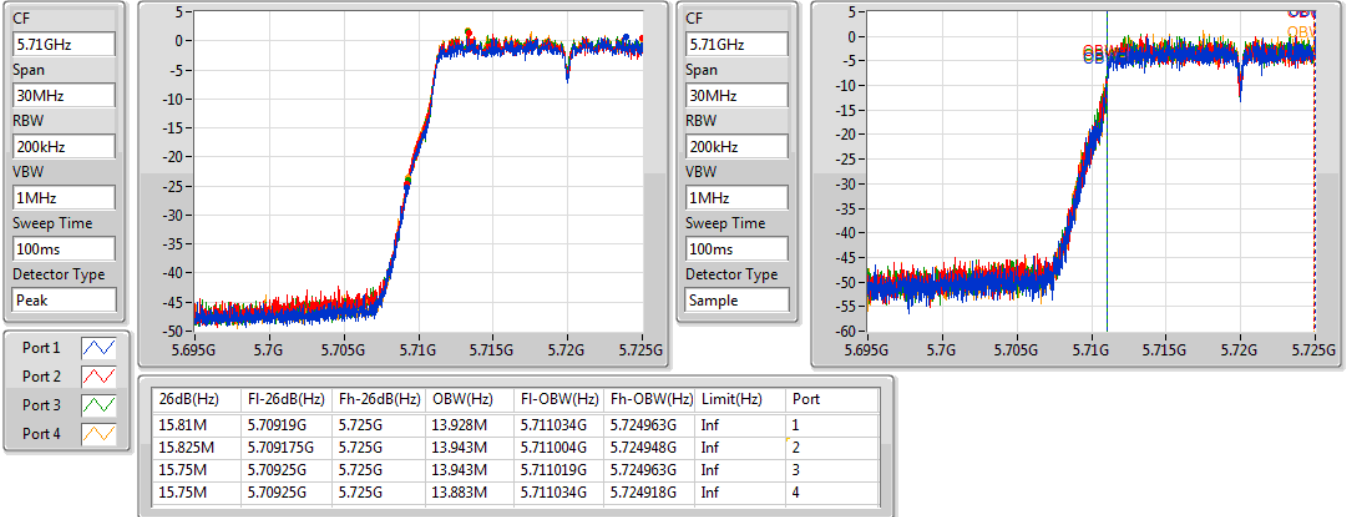 CF
5.71GHz
Span
30MHz
RBW
200kHz
VBW
1MHz
Sweep Time
100ms
Detector Type
Peak
5
0
-5
-10
-15
-20
-25
-30
-35
-40
-45
-50
5.695G 5.7G 5.705G 5.71G 5.715G 5.72G 5.725G
CF
5.71GHz
Span
30MHz
RBW
200kHz
VBW
1MHz
Sweep Time
100ms
Detector Type
Sample
5
0
-5
-10
-15
-20
-25
-30
-35
-40
-45
-50
-55
-60
5.695G 5.7G 5.705G 5.71G 5.715G 5.72G 5.725G
Port 1
Port 2
Port 3
Port 4
26dB(Hz) Fl-26dB(Hz) Fh-26dB(Hz) OBW(Hz) Fl-OBW(Hz) Fh-OBW(Hz) Limit(Hz) Port
15.81M 5.70919G 5.725G 13.928M 5.711034G 5.724963G Inf 1
15.825M 5.709175G 5.725G 13.943M 5.711004G 5.724948G Inf 2
15.75M 5.70925G 5.725G 13.943M 5.711019G 5.724963G Inf 3
15.75M 5.70925G 5.725G 13.883M 5.711034G 5.724918G Inf 4